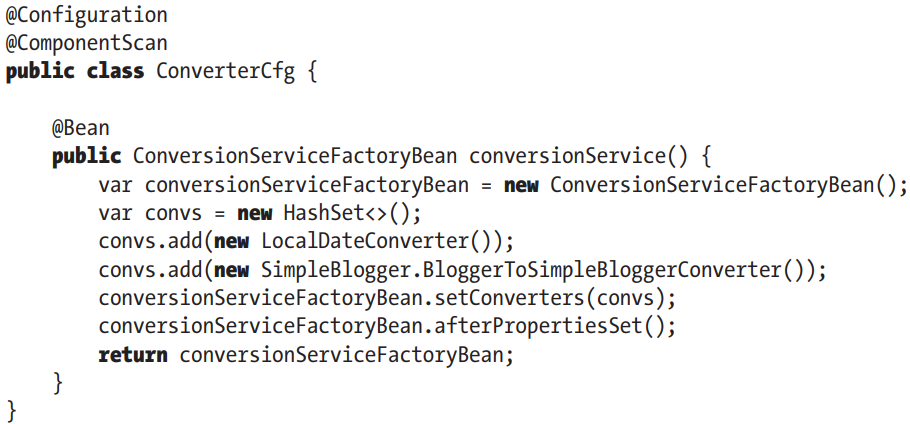 @Configuration
@ComponentScan
public class ConverterCfg {
@Bean
public ConversionServiceFactoryBean conversionService() {
var conversionServiceFactoryBean = new ConversionServiceFactoryBean();
var convs = new HashSet<>();
convs.add(new LocalDateConverter());
convs.add(new SimpleBlogger.BloggerToSimpleBloggerConverter());
conversionServiceFactoryBean.setConverters(convs);
conversionServiceFactoryBean.afterPropertiesSet();
return conversionServiceFactoryBean;
}
}